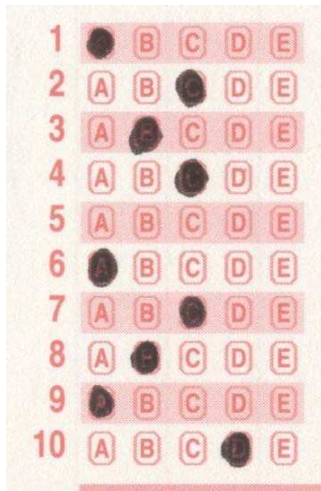 1 A B C D E
2 A B C D E
3 A B C D E
4 A B C D E
5 A B C D E
6 A B C D E
7 A B C D E
8 A B C D E
9 A B C D E
10 A B C D E